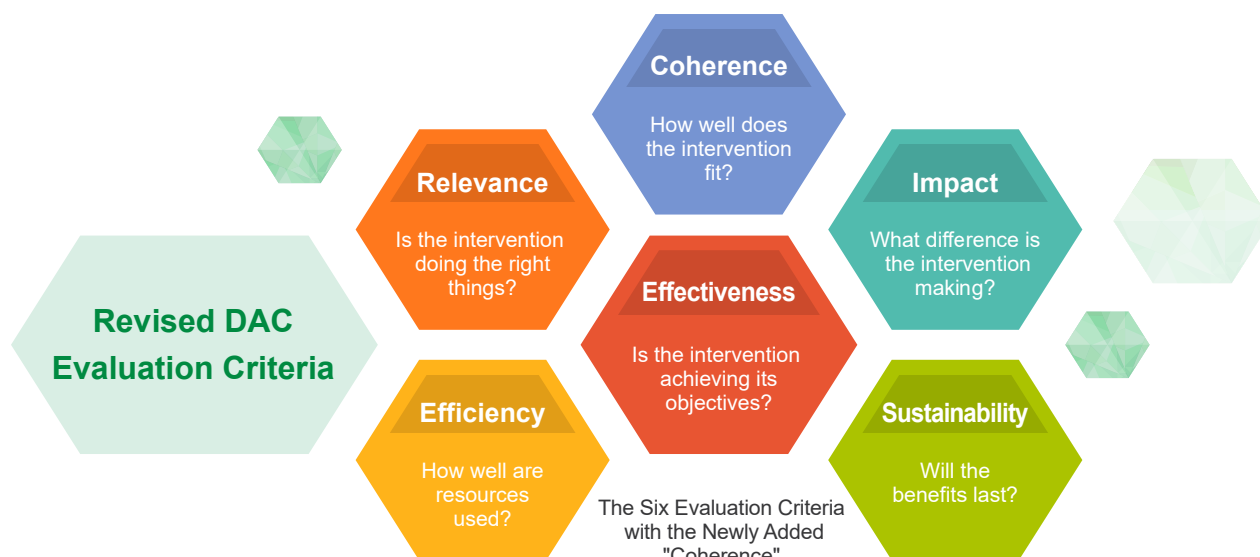 Revised DAC
Evaluation Criteria
Relevance
Is the intervention
doing the right
things?
Coherence
How well does
the intervention
fit?
Impact
What difference is
the intervention
making?
Effectiveness
Is the intervention
achieving its
objectives?
Efficiency
How well are
resources
used?
Sustainability
Will the
benefits last?
The Six Evaluation Criteria
with the Newly Added
"Coherence"